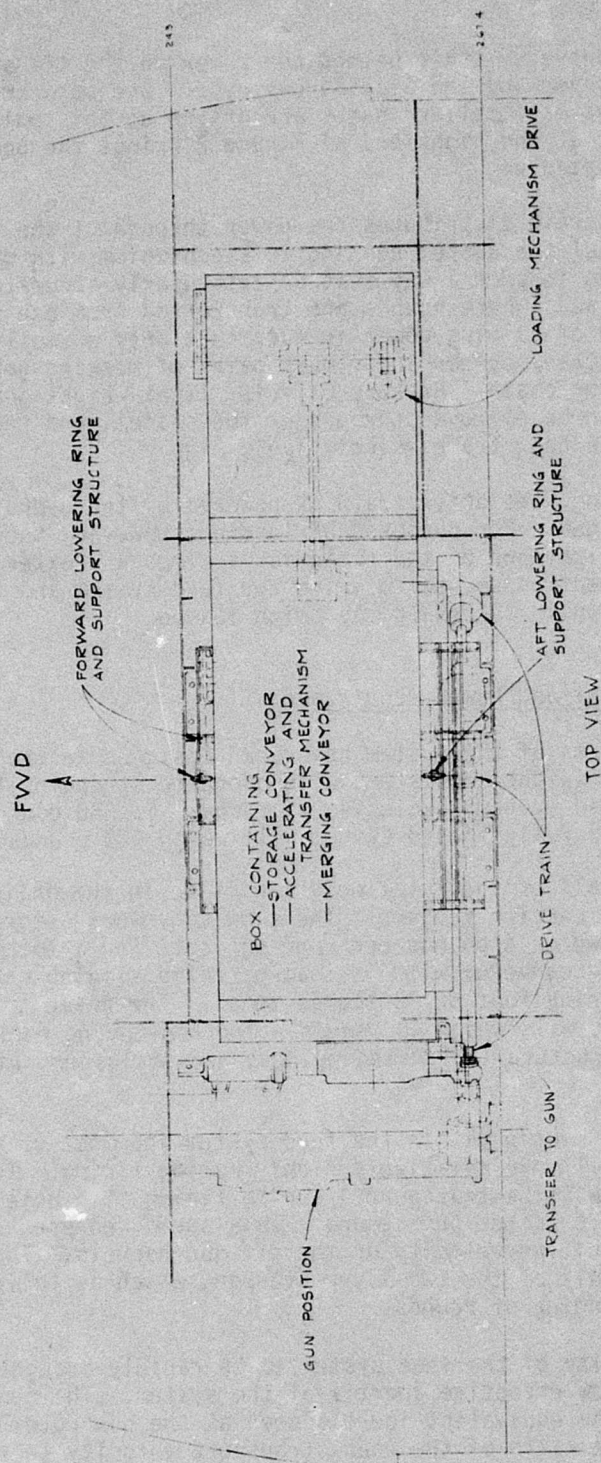 FWD
FORWARD LOWERING RING
AND SUPPORT STRUCTURE
BOX CONTAINING
—STORAGE CONVEYOR
—ACCELERATING AND
TRANSFER MECHANISM
—MERGING CONVEYOR
GUN POSITION
LOADING MECHANISM DRIVE
AFT LOWERING RING AND
SUPPORT STRUCTURE
DRIVE TRAIN
TRANSFER TO GUN
TOP VIEW